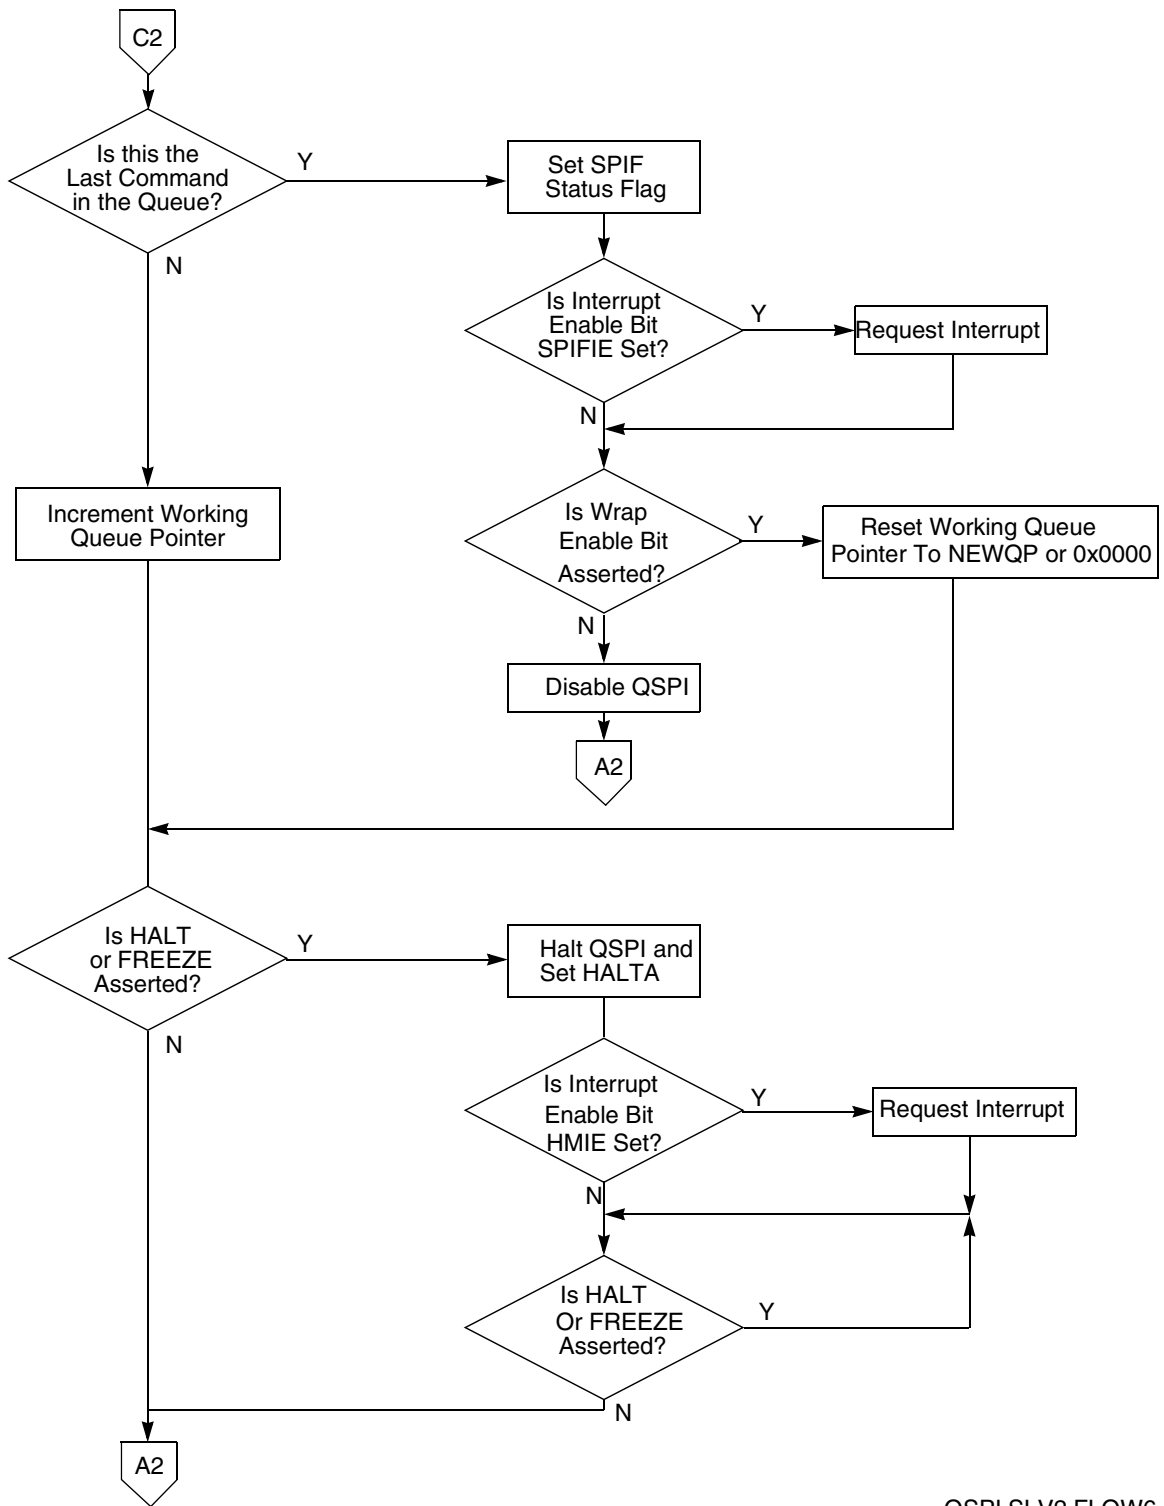 C2
Is this the
Last Command
in the Queue?
Y
Set SPIF
Status Flag
N
Is Interrupt
Enable Bit
SPIFIE Set?
Y
Request Interrupt
N
Increment Working
Queue Pointer
Is Wrap
Enable Bit
Asserted?
Y
Reset Working Queue
Pointer To NEWQP or 0x0000
N
Disable QSPI
A2
Is HALT
or FREEZE
Asserted?
Y
Halt QSPI and
Set HALTA
N
Is Interrupt
Enable Bit
HMIE Set?
Y
Request Interrupt
N
Is HALT
Or FREEZE
Asserted?
Y
N
A2